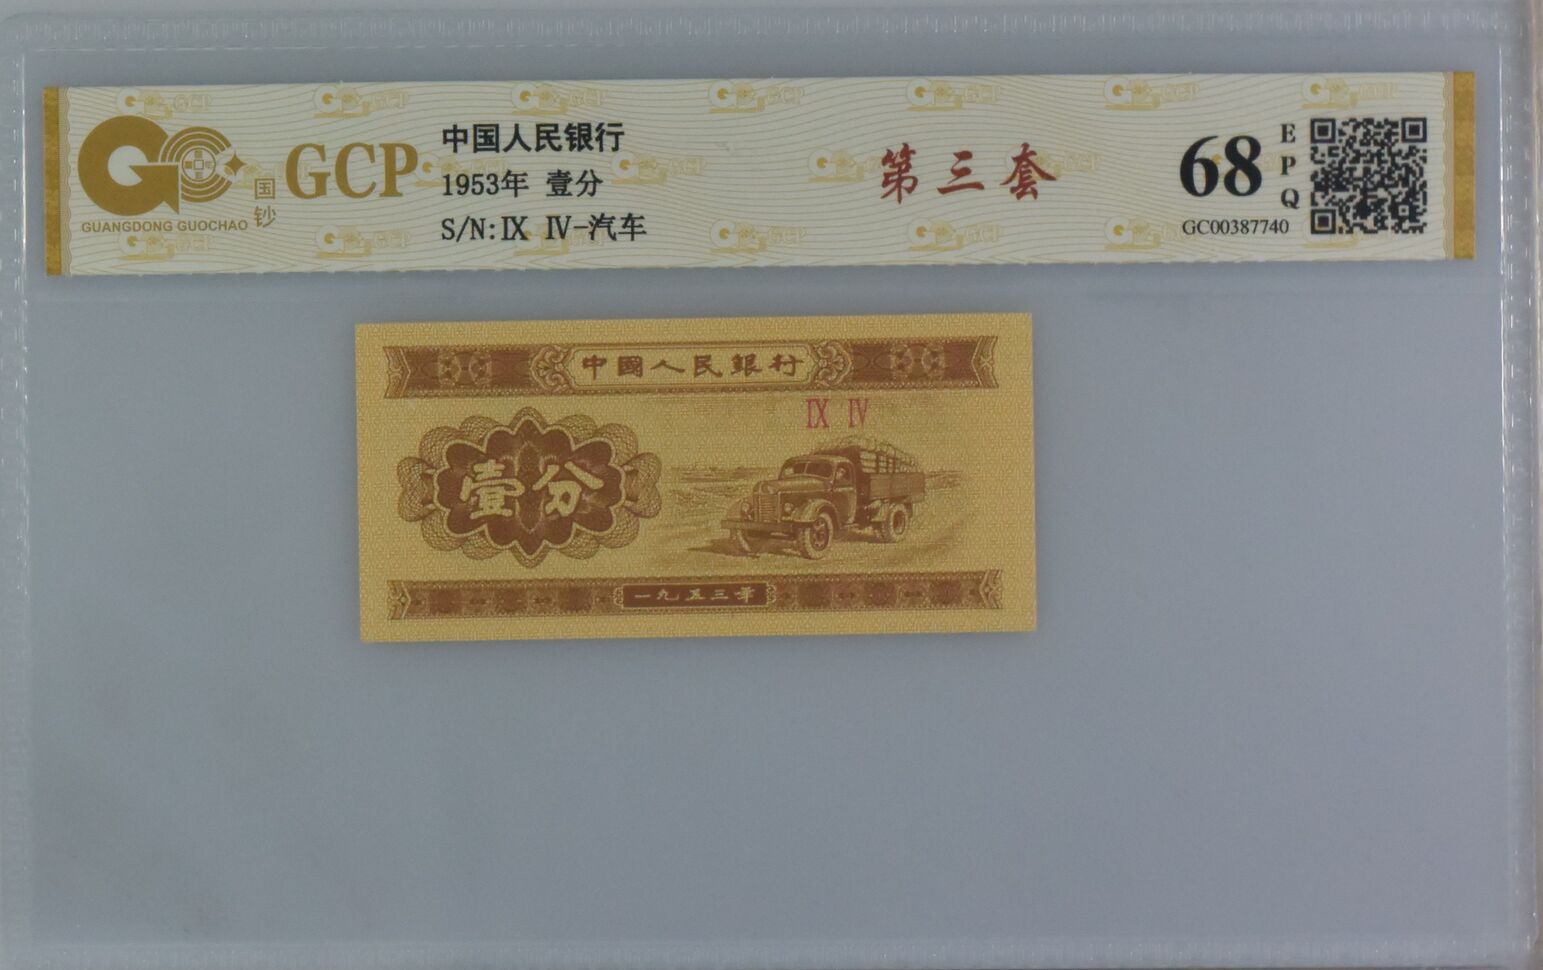 GCP
GUANGDONG GUOCHAO
国钞
中国人民银行
1953年 壹分
S/N:Ⅸ Ⅳ-汽车
第三套
68
EPQ
GC00387740
中國人民銀行
Ⅸ Ⅳ
壹分
一九五三年